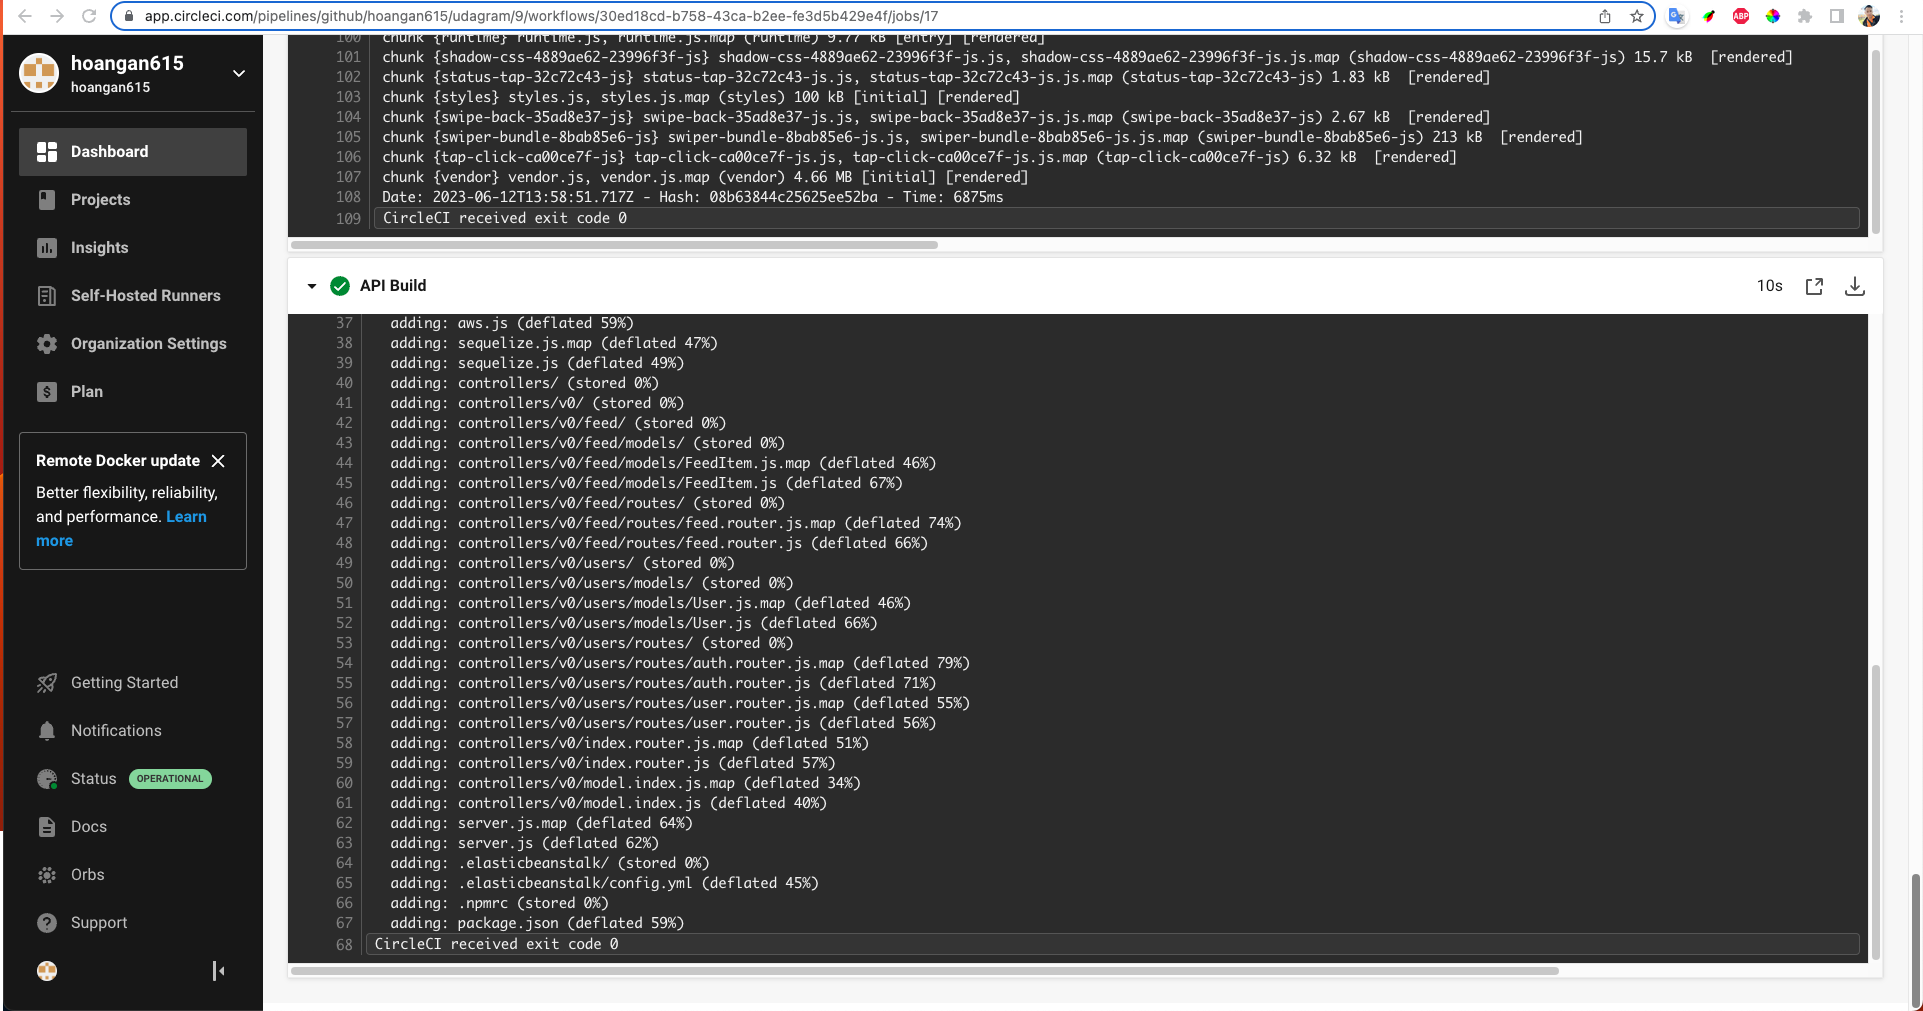 app.circleci.com/pipelines/github/hoangan615/udagram/9/workflows/30ed18cd-b758-43ca-b2ee-fe3d5b429e4f/jobs/17
ABP
hoangan615
hoangan615
Dashboard
Projects
Insights
Self-Hosted Runners
Organization Settings
$ Plan
Remote Docker update
Better flexibility, reliability,
and performance. Learn
more
Getting Started
Notifications
Status OPERATIONAL
Docs
Orbs
Support
100 chunk {runtime} runtime.js, runtime.js.map (runtime) 9.77 kB [entry] [rendered]
101 chunk {shadow-css-4889ae62-23996f3f-js} shadow-css-4889ae62-23996f3f-js.js, shadow-css-4889ae62-23996f3f-js.js.map (shadow-css-4889ae62-23996f3f-js) 15.7 kB [rendered]
102 chunk {status-tap-32c72c43-js} status-tap-32c72c43-js.js, status-tap-32c72c43-js.js.map (status-tap-32c72c43-js) 1.83 kB [rendered]
103 chunk {styles} styles.js, styles.js.map (styles) 100 kB [initial] [rendered]
104 chunk {swipe-back-35ad8e37-js} swipe-back-35ad8e37-js.js, swipe-back-35ad8e37-js.js.map (swipe-back-35ad8e37-js) 2.67 kB [rendered]
105 chunk {swiper-bundle-8bab85e6-js} swiper-bundle-8bab85e6-js.js, swiper-bundle-8bab85e6-js.js.map (swiper-bundle-8bab85e6-js) 213 kB [rendered]
106 chunk {tap-click-ca00ce7f-js} tap-click-ca00ce7f-js.js, tap-click-ca00ce7f-js.js.map (tap-click-ca00ce7f-js) 6.32 kB [rendered]
107 chunk {vendor} vendor.js, vendor.js.map (vendor) 4.66 MB [initial] [rendered]
108 Date: 2023-06-12T13:58:51.717Z - Hash: 08b63844c25625ee52ba - Time: 6875ms
109 CircleCI received exit code 0
API Build 10s
37 adding: aws.js (deflated 59%)
38 adding: sequelize.js.map (deflated 47%)
39 adding: sequelize.js (deflated 49%)
40 adding: controllers/ (stored 0%)
41 adding: controllers/v0/ (stored 0%)
42 adding: controllers/v0/feed/ (stored 0%)
43 adding: controllers/v0/feed/models/ (stored 0%)
44 adding: controllers/v0/feed/models/FeedItem.js.map (deflated 46%)
45 adding: controllers/v0/feed/models/FeedItem.js (deflated 67%)
46 adding: controllers/v0/feed/routes/ (stored 0%)
47 adding: controllers/v0/feed/routes/feed.router.js.map (deflated 74%)
48 adding: controllers/v0/feed/routes/feed.router.js (deflated 66%)
49 adding: controllers/v0/users/ (stored 0%)
50 adding: controllers/v0/users/models/ (stored 0%)
51 adding: controllers/v0/users/models/User.js.map (deflated 46%)
52 adding: controllers/v0/users/models/User.js (deflated 66%)
53 adding: controllers/v0/users/routes/ (stored 0%)
54 adding: controllers/v0/users/routes/auth.router.js.map (deflated 79%)
55 adding: controllers/v0/users/routes/auth.router.js (deflated 71%)
56 adding: controllers/v0/users/routes/user.router.js.map (deflated 55%)
57 adding: controllers/v0/users/routes/user.router.js (deflated 56%)
58 adding: controllers/v0/index.router.js.map (deflated 51%)
59 adding: controllers/v0/index.router.js (deflated 57%)
60 adding: controllers/v0/model.index.js.map (deflated 34%)
61 adding: controllers/v0/model.index.js (deflated 40%)
62 adding: server.js.map (deflated 64%)
63 adding: server.js (deflated 62%)
64 adding: .elasticbeanstalk/ (stored 0%)
65 adding: .elasticbeanstalk/config.yml (deflated 45%)
66 adding: .npmrc (stored 0%)
67 adding: package.json (deflated 59%)
68 CircleCI received exit code 0